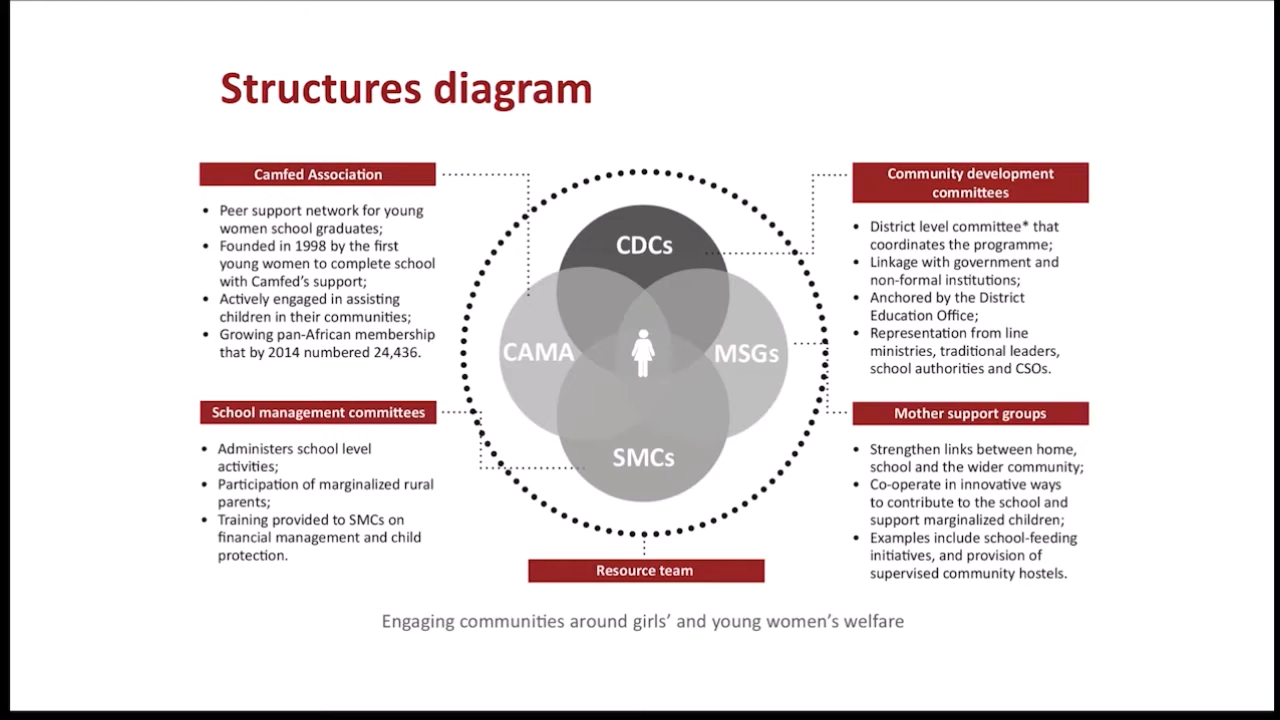 Structures diagram
Camfed Association
• Peer support network for young
women school graduates;
• Founded in 1998 by the first
young women to complete school
with Camfed's support;
• Actively engaged in assisting
children in their communities;
• Growing pan-African membership
that by 2014 numbered 24,436.
School management committees
• Administers school level
activities;
• Participation of marginalized rural
parents;
• Training provided to SMCs on
financial management and child
protection.
CDCs
CAMA
MSGs
SMCs
Resource team
Community development
committees
• District level committee* that
coordinates the programme;
• Linkage with government and
non-formal institutions;
• Anchored by the District
Education Office;
• Representation from line
ministries, traditional leaders,
school authorities and CSOs.
Mother support groups
• Strengthen links between home,
school and the wider community;
• Co-operate in innovative ways
to contribute to the school and
support marginalized children;
• Examples include school-feeding
initiatives, and provision of
supervised community hostels.
Engaging communities around girls' and young women's welfare